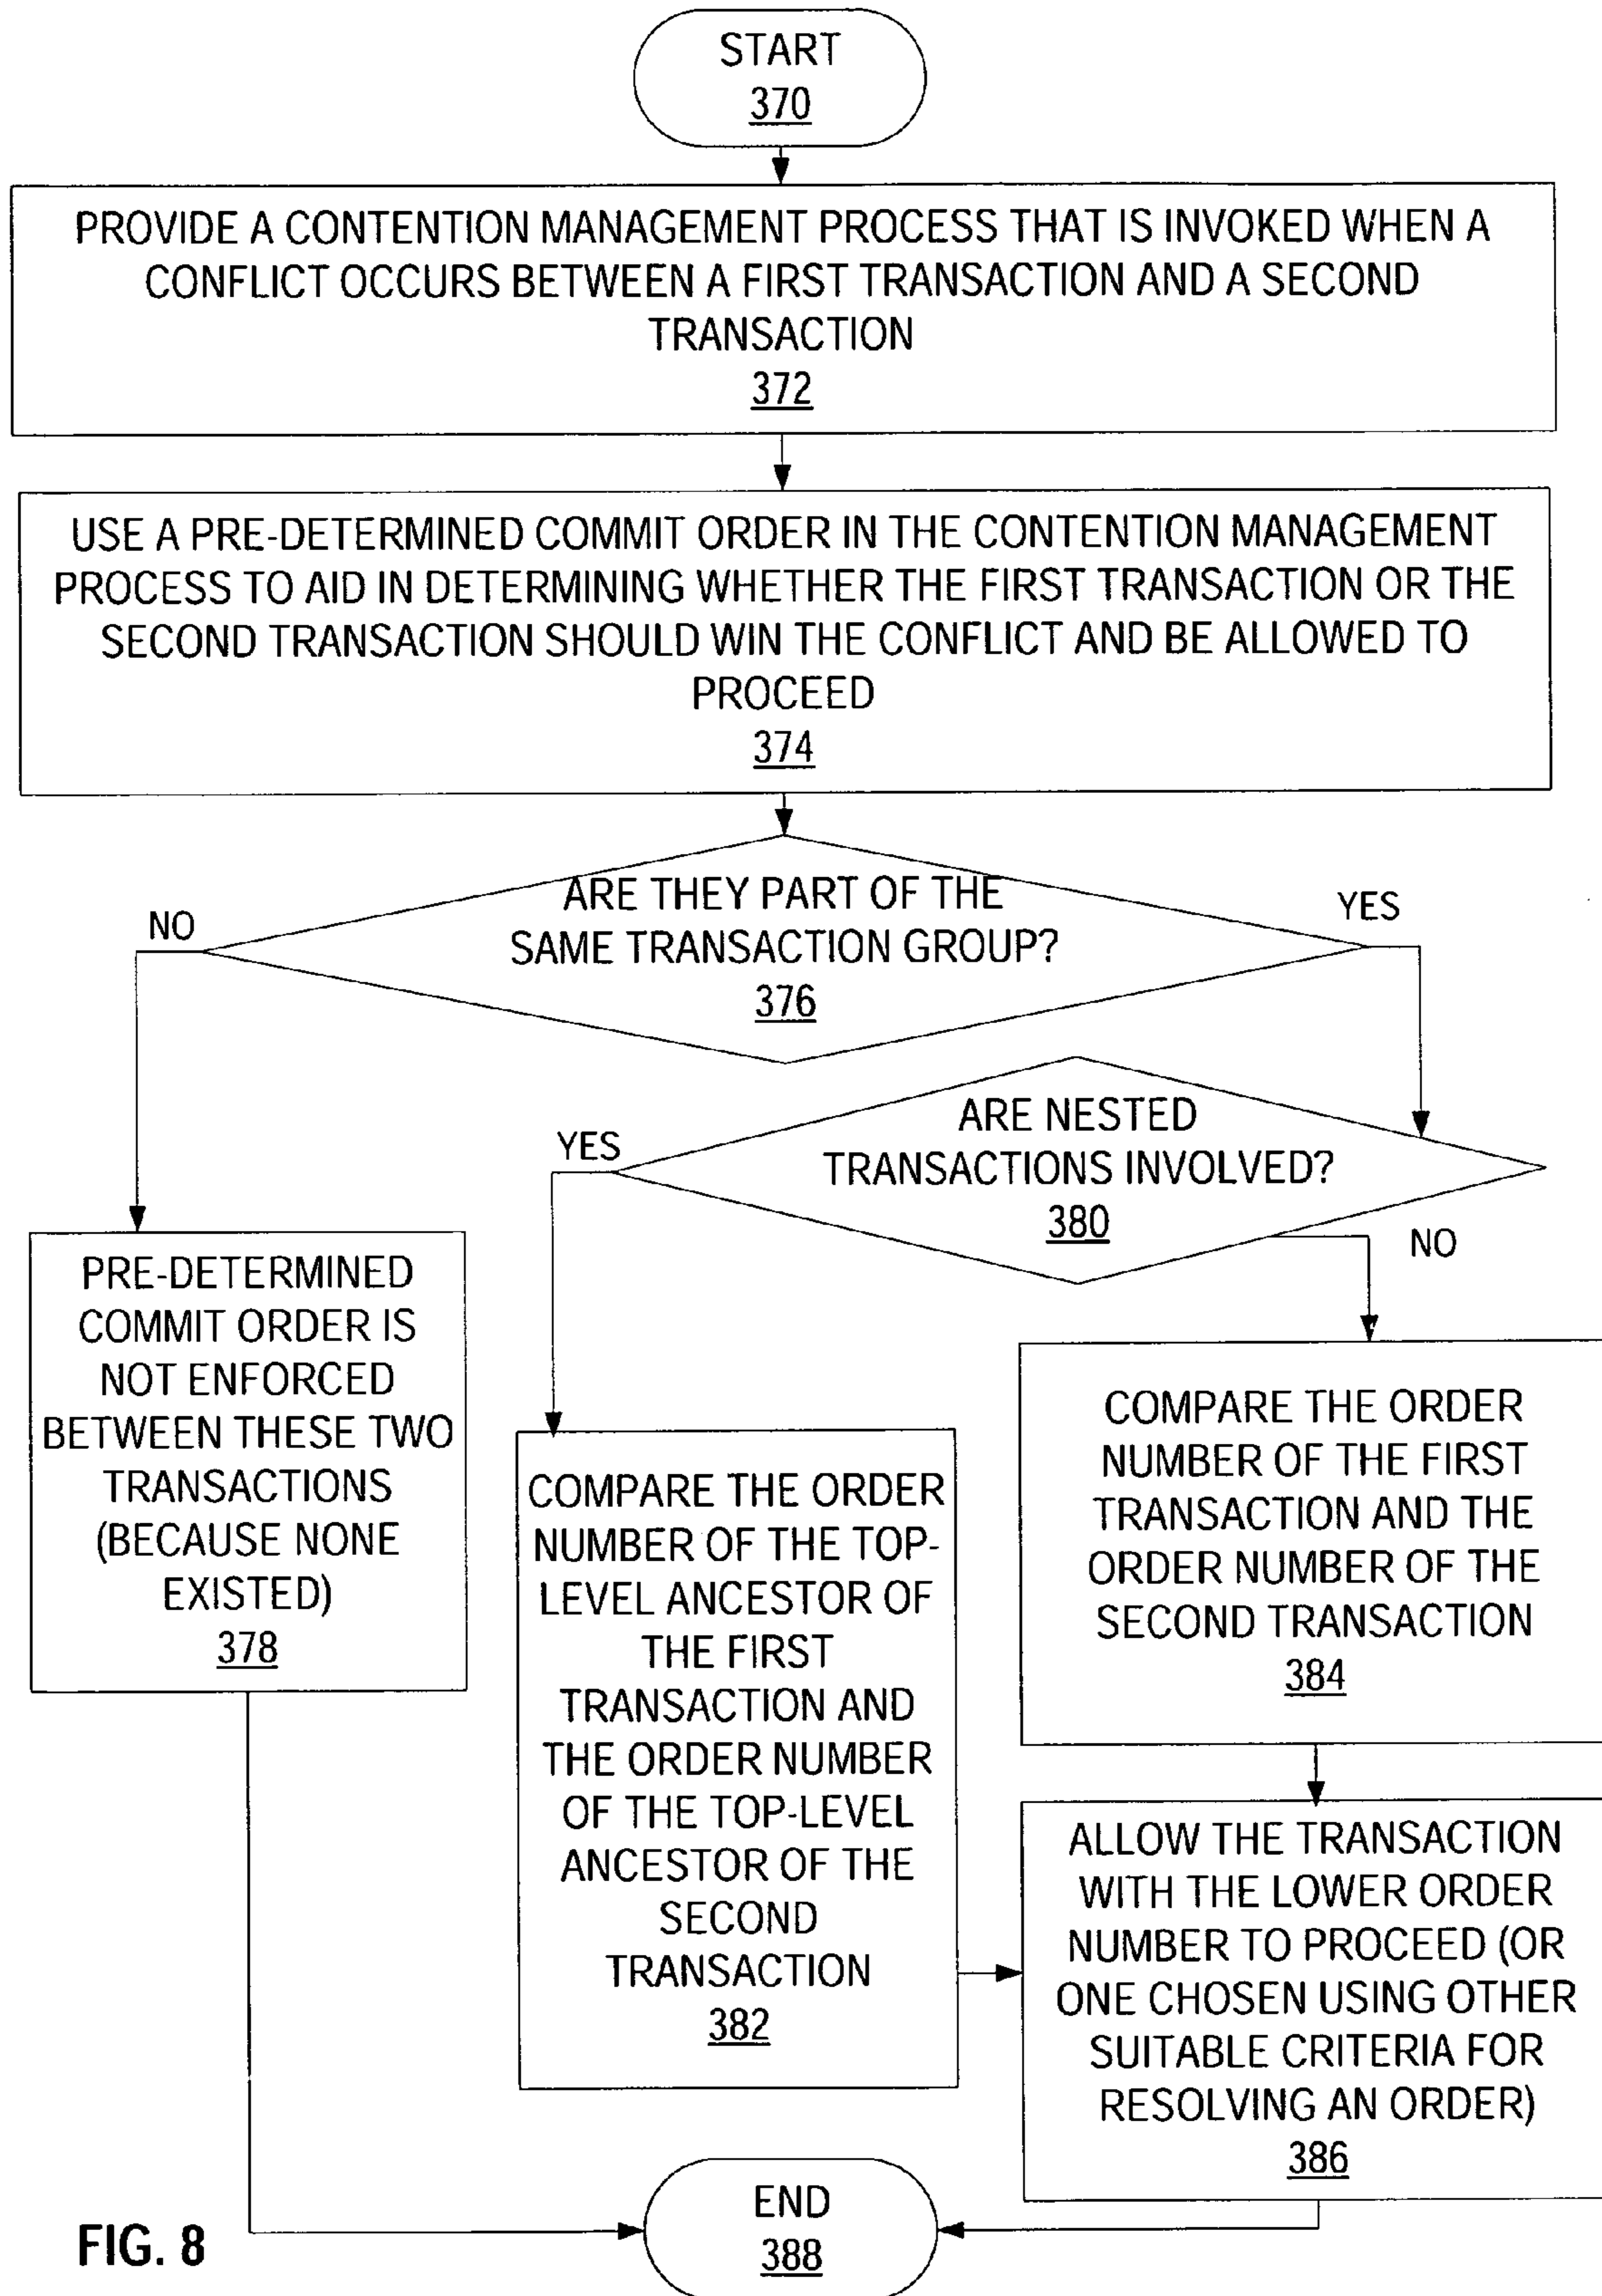 START
370
PROVIDE A CONTENTION MANAGEMENT PROCESS THAT IS INVOKED WHEN A
CONFLICT OCCURS BETWEEN A FIRST TRANSACTION AND A SECOND
TRANSACTION
372
USE A PRE-DETERMINED COMMIT ORDER IN THE CONTENTION MANAGEMENT
PROCESS TO AID IN DETERMINING WHETHER THE FIRST TRANSACTION OR THE
SECOND TRANSACTION SHOULD WIN THE CONFLICT AND BE ALLOWED TO
PROCEED
374
ARE THEY PART OF THE
SAME TRANSACTION GROUP?
376
NO
YES
ARE NESTED
TRANSACTIONS INVOLVED?
380
YES
NO
PRE-DETERMINED
COMMIT ORDER IS
NOT ENFORCED
BETWEEN THESE TWO
TRANSACTIONS
(BECAUSE NONE
EXISTED)
378
COMPARE THE ORDER
NUMBER OF THE TOP-
LEVEL ANCESTOR OF
THE FIRST
TRANSACTION AND
THE ORDER NUMBER
OF THE TOP-LEVEL
ANCESTOR OF THE
SECOND
TRANSACTION
382
COMPARE THE ORDER
NUMBER OF THE FIRST
TRANSACTION AND THE
ORDER NUMBER OF THE
SECOND TRANSACTION
384
ALLOW THE TRANSACTION
WITH THE LOWER ORDER
NUMBER TO PROCEED (OR
ONE CHOSEN USING OTHER
SUITABLE CRITERIA FOR
RESOLVING AN ORDER)
386
END
388
FIG. 8